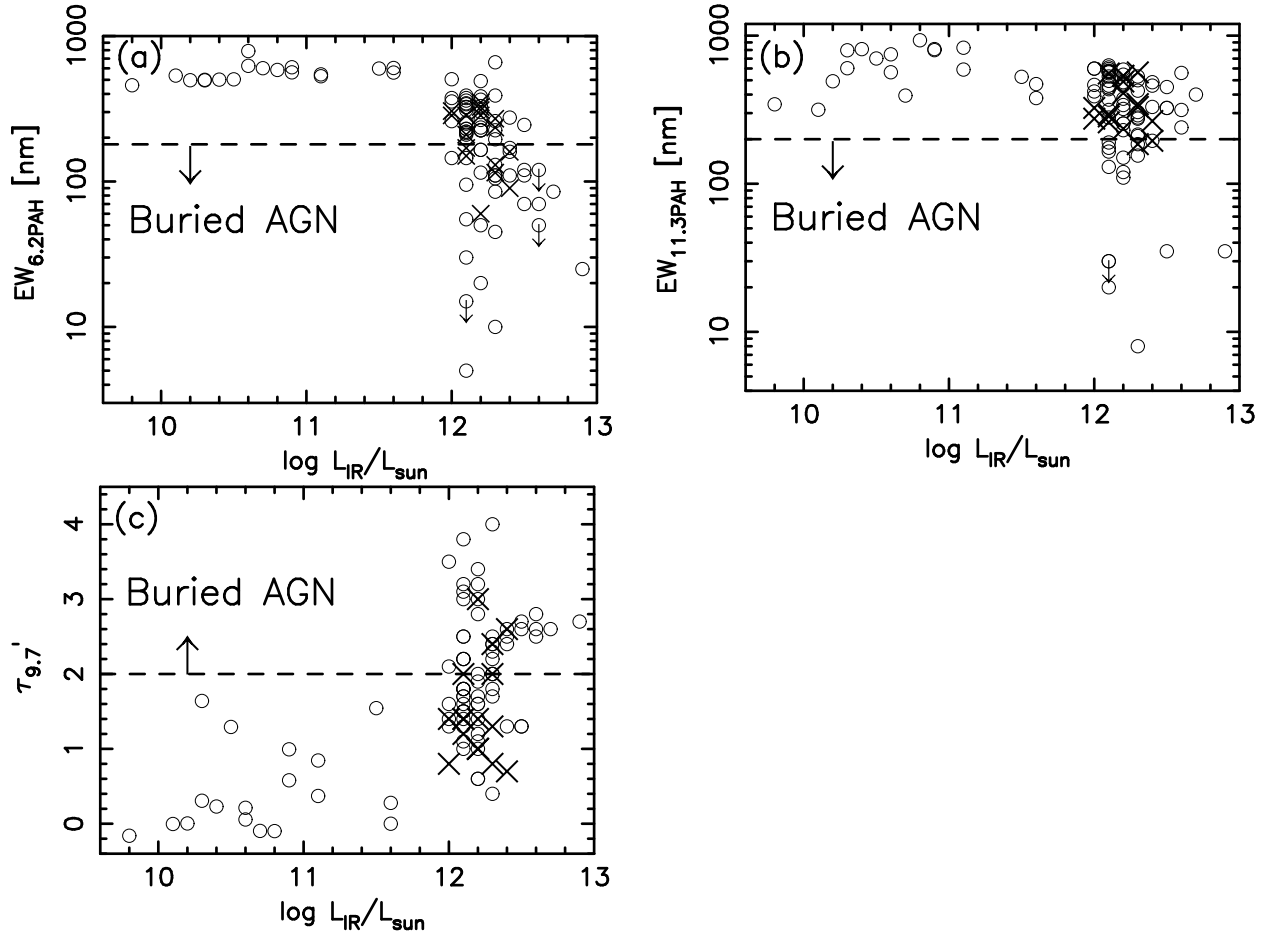 (a)
1000
100
10
EW6.2PAH [nm]
Buried AGN
10 11 12 13
log LIR/Lsun
(b)
1000
100
10
EW11.3PAH [nm]
Buried AGN
10 11 12 13
log LIR/Lsun
(c)
4
3
2
1
0
τ9.7'
Buried AGN
10 11 12 13
log LIR/Lsun